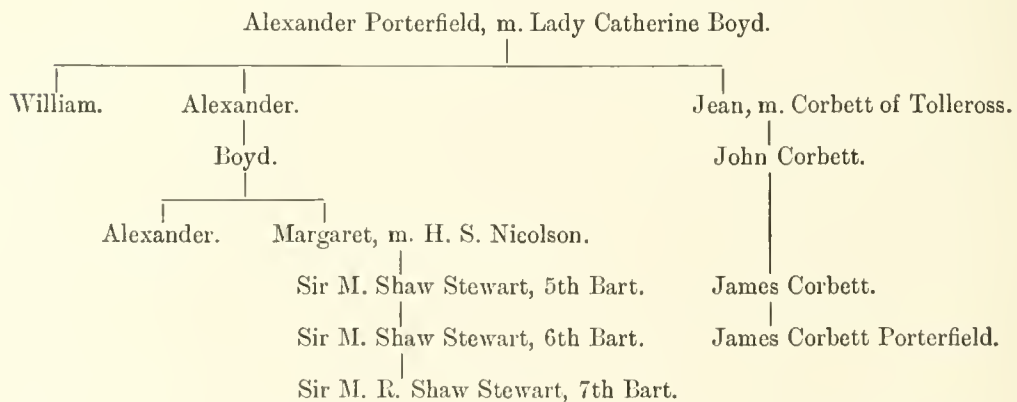 Alexander Porterfield, m. Lady Catherine Boyd.
William. Alexander. Jean, m. Corbett of Tolleross.
Boyd. John Corbett.
Alexander. Margaret, m. H. S. Nicolson.
Sir M. Shaw Stewart, 5th Bart. James Corbett.
Sir M. Shaw Stewart, 6th Bart. James Corbett Porterfield.
Sir M. R. Shaw Stewart, 7th Bart.